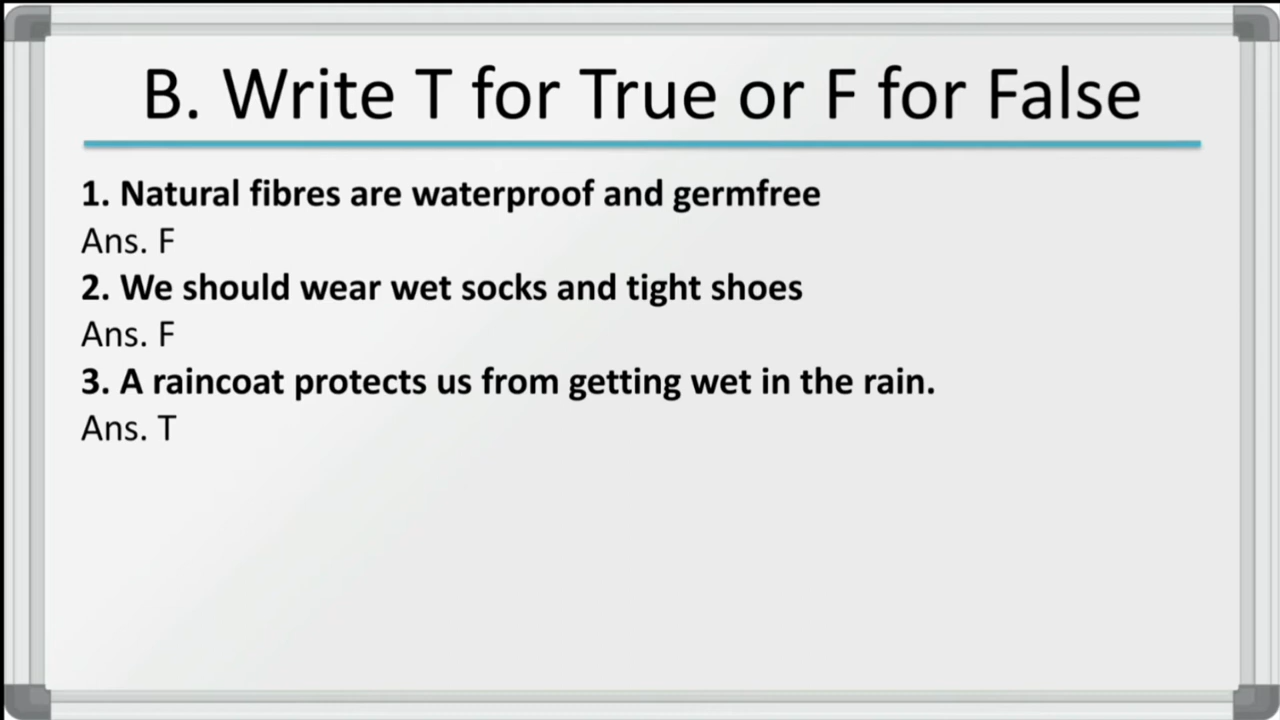 B. Write T for True or F for False
1. Natural fibres are waterproof and germfree
Ans. F
2. We should wear wet socks and tight shoes
Ans. F
3. A raincoat protects us from getting wet in the rain.
Ans. T